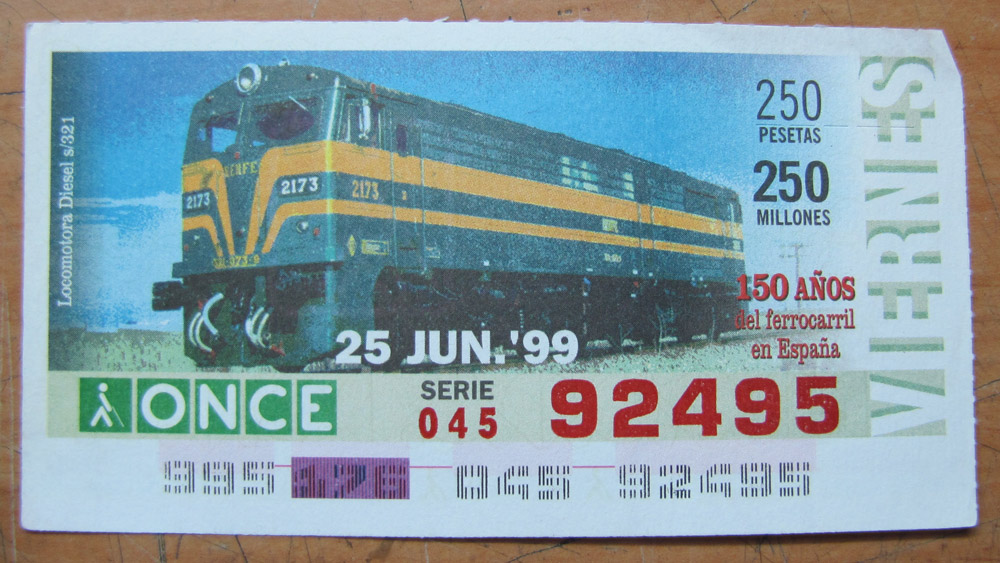 Locomotora Diesel s/321
RENFE
2173
2173
2173
250
PESETAS
250
MILLONES
150 AÑOS
del ferrocarril
en España
VIERNES
25 JUN.'99
ONCE
SERIE
045
92495
995 176 045 92495